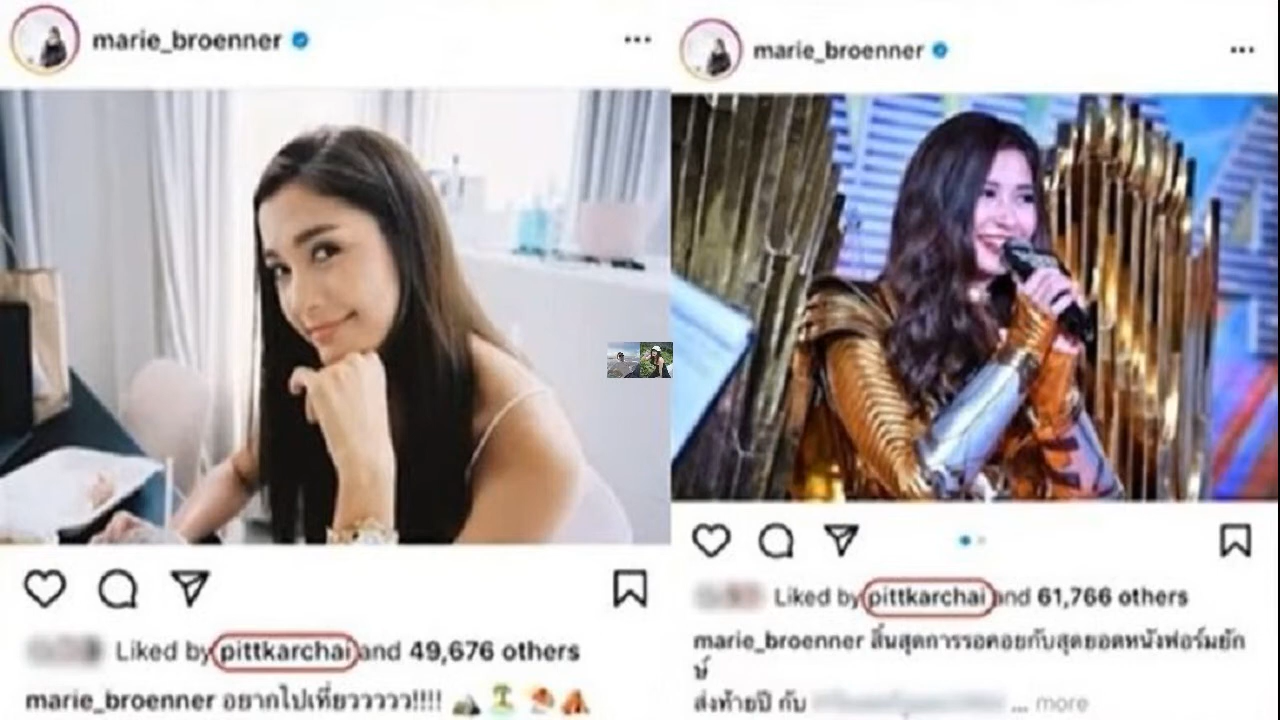 marie_broenner
Liked by pittkarchai and 49,676 others
marie_broenner อยากไปเที่ยววววว!!!!
marie_broenner
Liked by pittkarchai and 61,766 others
marie_broenner สิ้นสุดการรอคอยกับสุดยอดหนังฟอร์มยัก
ษ์
ส่งท้ายปี กับ ... more